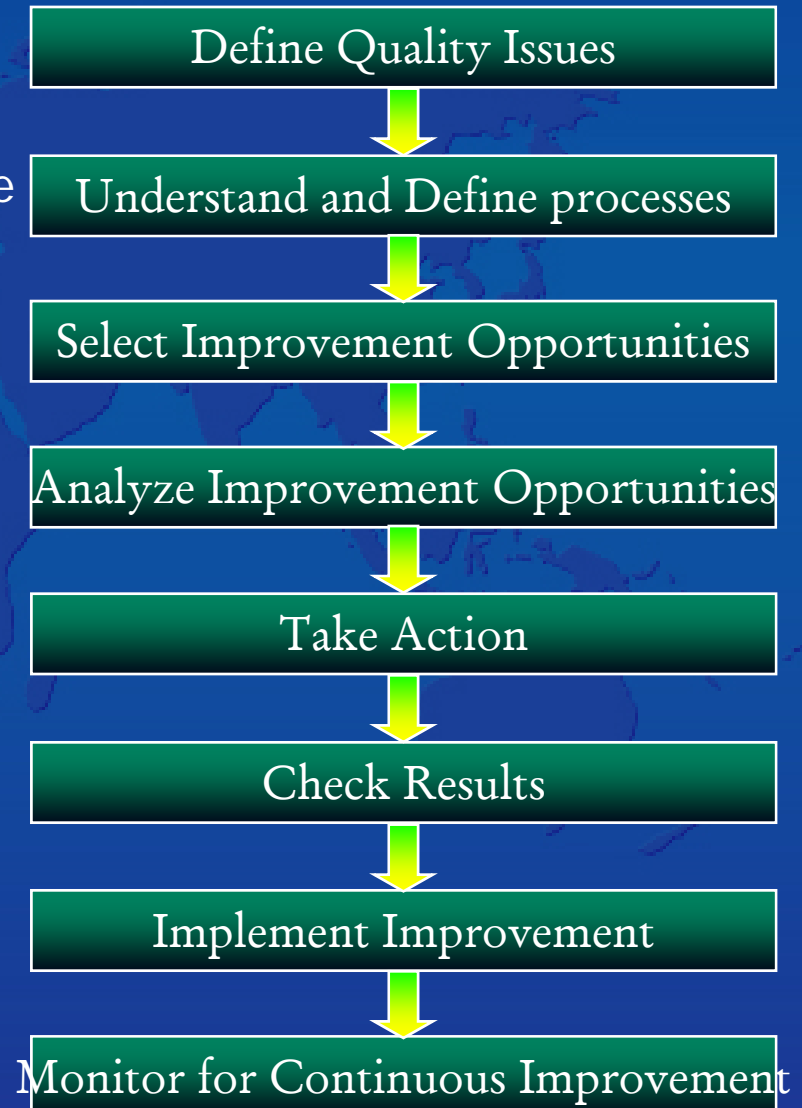 Define Quality Issues
e
Understand and Define processes
Select Improvement Opportunities
Analyze Improvement Opportunities
Take Action
Check Results
Implement Improvement
Monitor for Continuous Improvement